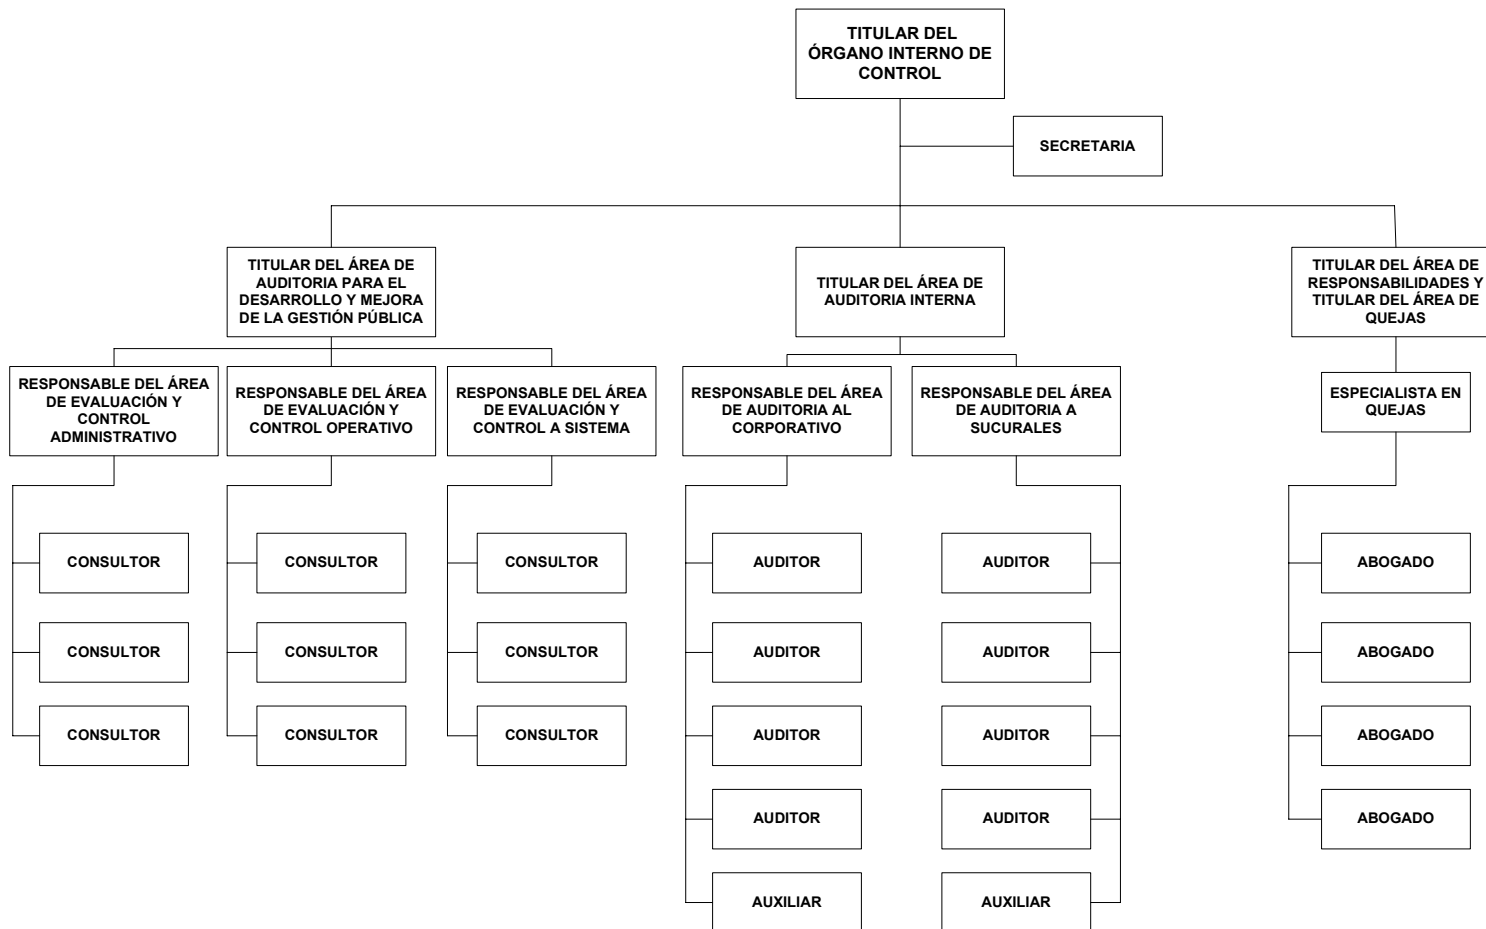 TITULAR DEL
ÓRGANO INTERNO DE
CONTROL
SECRETARIA
TITULAR DEL ÁREA DE
AUDITORIA PARA EL
DESARROLLO Y MEJORA
DE LA GESTIÓN PÚBLICA
TITULAR DEL ÁREA DE
AUDITORIA INTERNA
TITULAR DEL ÁREA DE
RESPONSABILIDADES Y
TITULAR DEL ÁREA DE
QUEJAS
RESPONSABLE DEL ÁREA
DE EVALUACIÓN Y
CONTROL
ADMINISTRATIVO
RESPONSABLE DEL ÁREA
DE EVALUACIÓN Y
CONTROL OPERATIVO
RESPONSABLE DEL ÁREA
DE EVALUACIÓN Y
CONTROL A SISTEMA
RESPONSABLE DEL ÁREA
DE AUDITORIA AL
CORPORATIVO
RESPONSABLE DEL ÁREA
DE AUDITORIA A
SUCURALES
ESPECIALISTA EN
QUEJAS
CONSULTOR
CONSULTOR
CONSULTOR
AUDITOR
AUDITOR
ABOGADO
CONSULTOR
CONSULTOR
CONSULTOR
AUDITOR
AUDITOR
ABOGADO
CONSULTOR
CONSULTOR
CONSULTOR
AUDITOR
AUDITOR
ABOGADO
AUDITOR
AUDITOR
ABOGADO
AUXILIAR
AUXILIAR